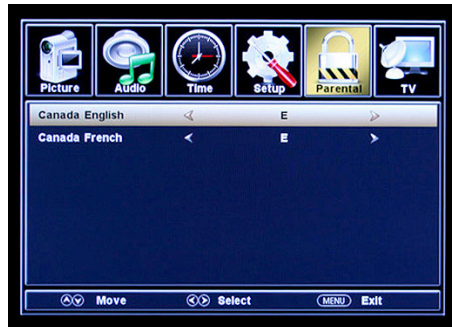 Picture Audio Time Setup Parental TV
Canada English E
Canada French E
Move Select MENU Exit